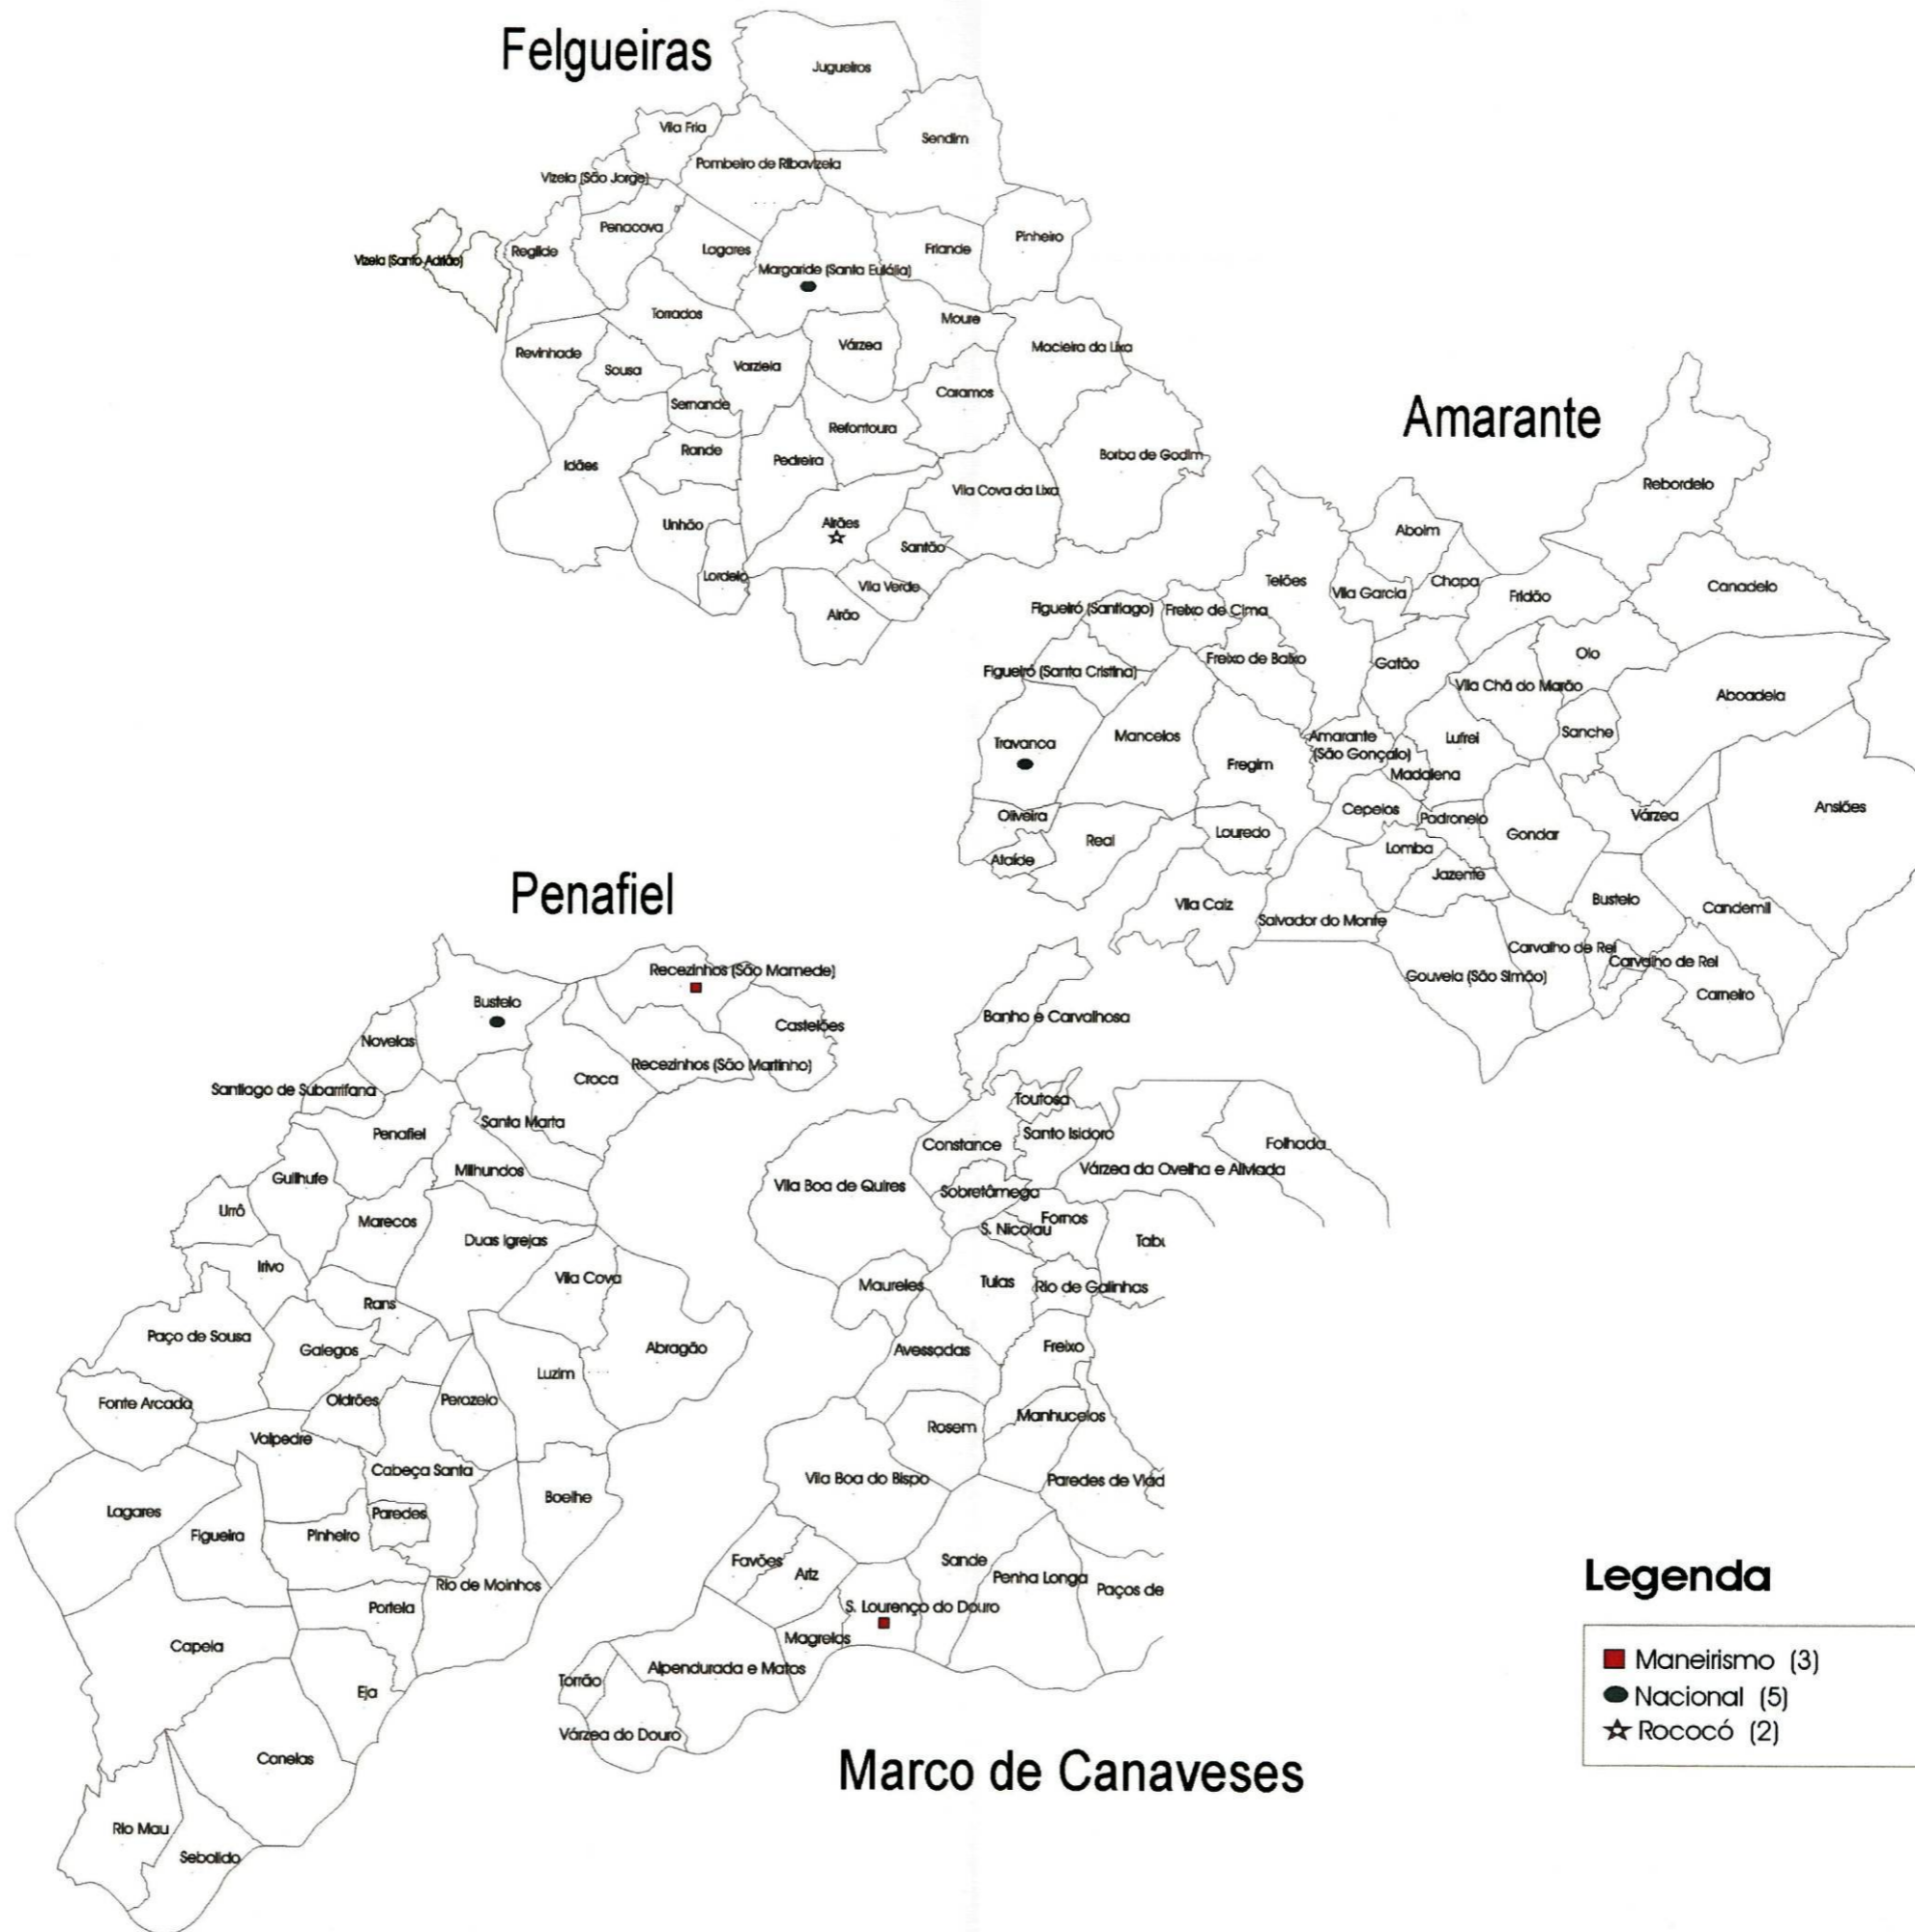 Felgueiras
Jugueiros
Vila Fria
Sendim
Pombeiro de Ribavizela
Vizela (São Jorge)
Penacova
Lagares
Friande
Pinheiro
Regilde
Vizela (Santo Adrião)
Margaride (Santa Eulália)
Torrados
Moure
Várzea
Macieira da Lixa
Revinhade
Sousa
Varziela
Caramos
Sernande
Refontoura
Rande
Pedreira
Borba de Godim
Idães
Vila Cova da Lixa
Unhão
Airães
Santão
Lordelo
Vila Verde
Airão
Amarante
Rebordelo
Aboim
Telões
Vila Garcia
Chapa
Fridão
Canadelo
Figueiró (Santiago)
Freixo de Cima
Freixo de Baixo
Gatão
Olo
Figueiró (Santa Cristina)
Vila Chã do Marão
Aboadela
Travanca
Mancelos
Amarante
(São Gonçalo)
Lufrei
Sanche
Fregim
Madalena
Ansiães
Oliveira
Cepelos
Padronelo
Várzea
Real
Louredo
Gondar
Lomba
Ataíde
Jazente
Vila Caiz
Salvador do Monte
Bustelo
Candemil
Carvalho de Rei
Carvalho de Rei
Gouveia (São Simão)
Carneiro
Penafiel
Recezinhos (São Mamede)
Bustelo
Castelões
Novelas
Recezinhos (São Martinho)
Croca
Santiago de Subarrifana
Santa Marta
Penafiel
Milhundos
Guilhufe
Urrô
Marecos
Duas Igrejas
Irivo
Vila Cova
Rans
Paço de Sousa
Galegos
Abragão
Luzim
Fonte Arcada
Oldrões
Perozelo
Valpedre
Cabeça Santa
Boelhe
Lagares
Paredes
Figueira
Pinheiro
Rio de Moinhos
Portela
Capela
Eja
Canelas
Rio Mau
Sebolido
Banho e Carvalhosa
Toutosa
Constance
Santo Isidoro
Folhada
Várzea da Ovelha e Aliviada
Vila Boa de Quires
Sobretâmega
Fornos
S. Nicolau
Tabu
Maureles
Tuias
Rio de Galinhas
Avessadas
Freixo
Rosem
Manhucelos
Vila Boa do Bispo
Paredes de Viad
Favões
Ariz
Sande
Penha Longa
Paços de
S. Lourenço do Douro
Magrelos
Alpendurada e Matos
Torrão
Várzea do Douro
Marco de Canaveses
Legenda
Maneirismo (3)
Nacional (5)
Rococó (2)